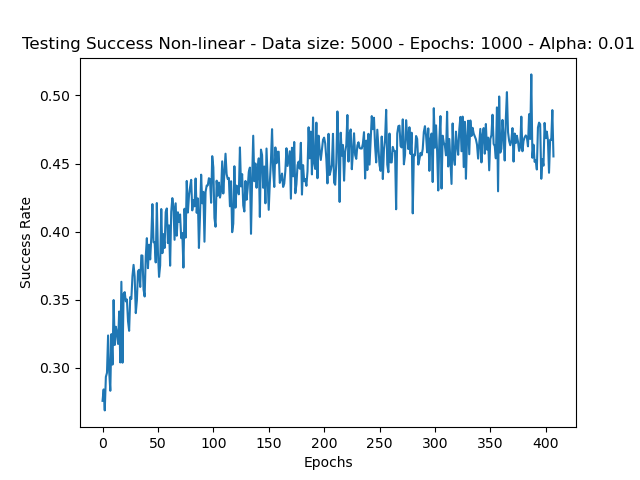 Testing Success Non-linear - Data size: 5000 - Epochs: 1000 - Alpha: 0.01
0.50
0.45
0.40
0.35
0.30
Success Rate
0 50 100 150 200 250 300 350 400
Epochs